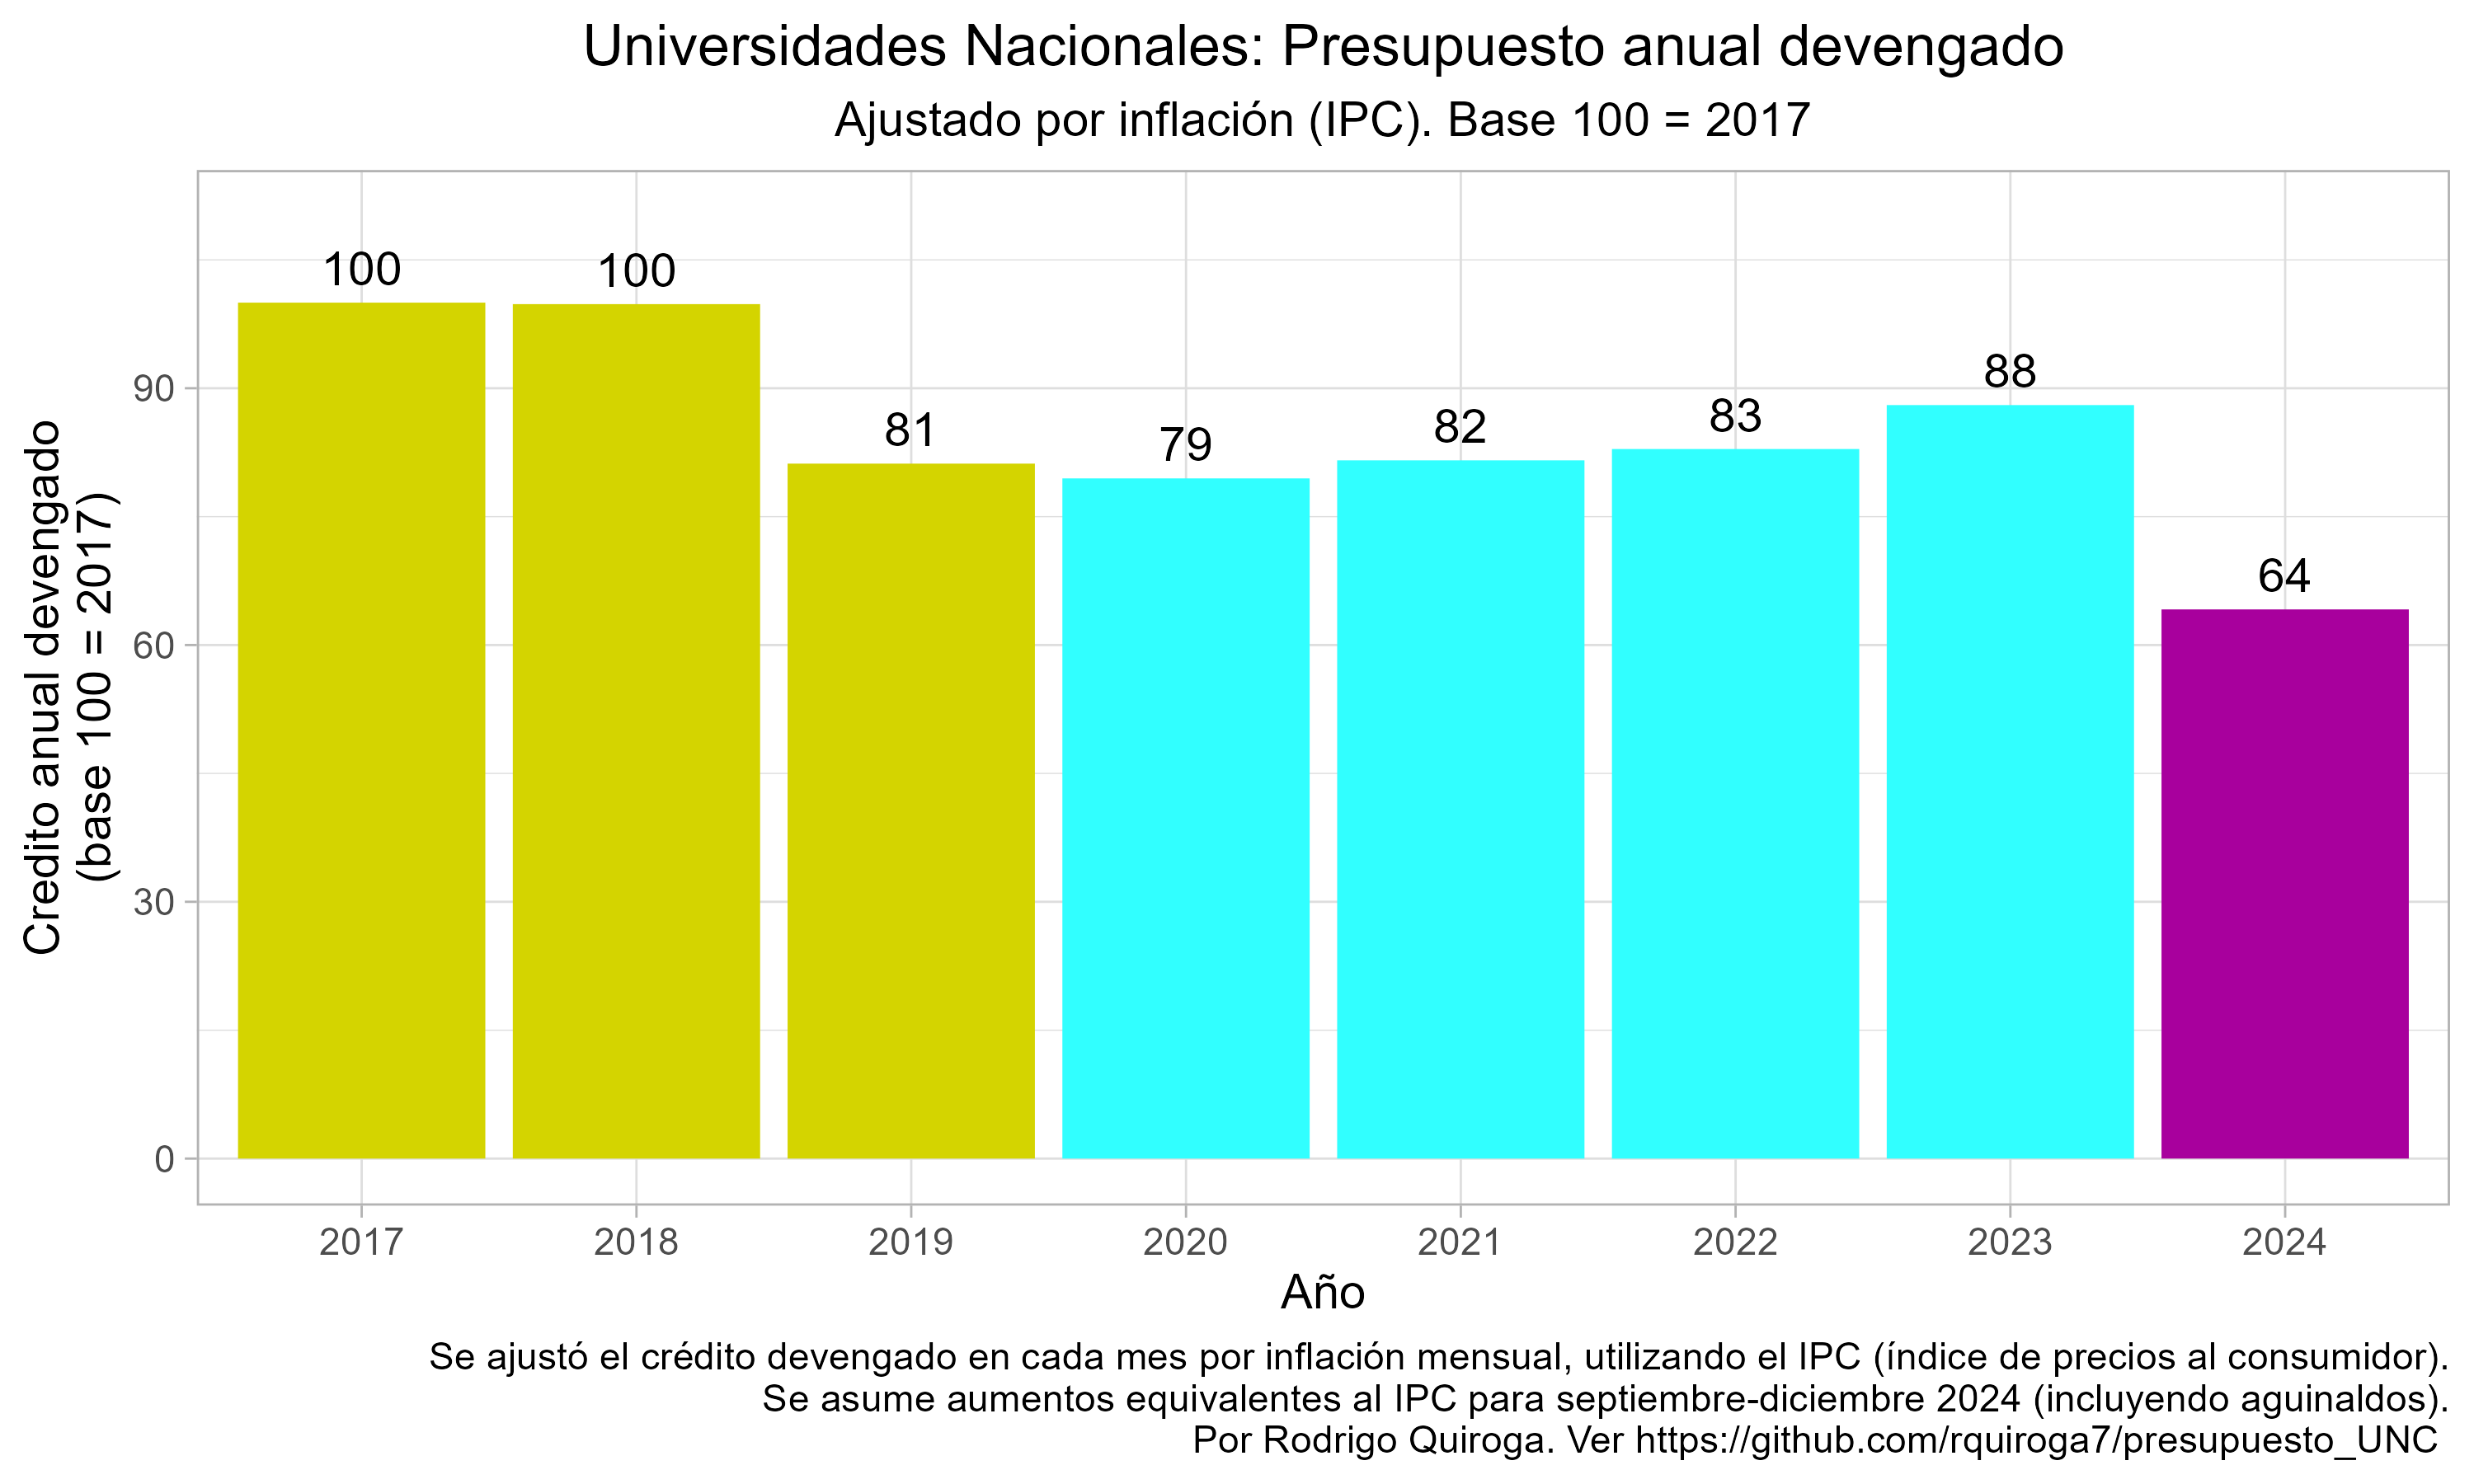 Universidades Nacionales: Presupuesto anual devengado
Ajustado por inflación (IPC). Base 100 = 2017
Credito anual devengado
(base 100 = 2017)
90
60
30
0
100
100
81
79
82
83
88
64
2017
2018
2019
2020
2021
2022
2023
2024
Año
Se ajustó el crédito devengado en cada mes por inflación mensual, utilizando el IPC (índice de precios al consumidor).
Se asume aumentos equivalentes al IPC para septiembre-diciembre 2024 (incluyendo aguinaldos).
Por Rodrigo Quiroga. Ver https://github.com/rquiroga7/presupuesto_UNC